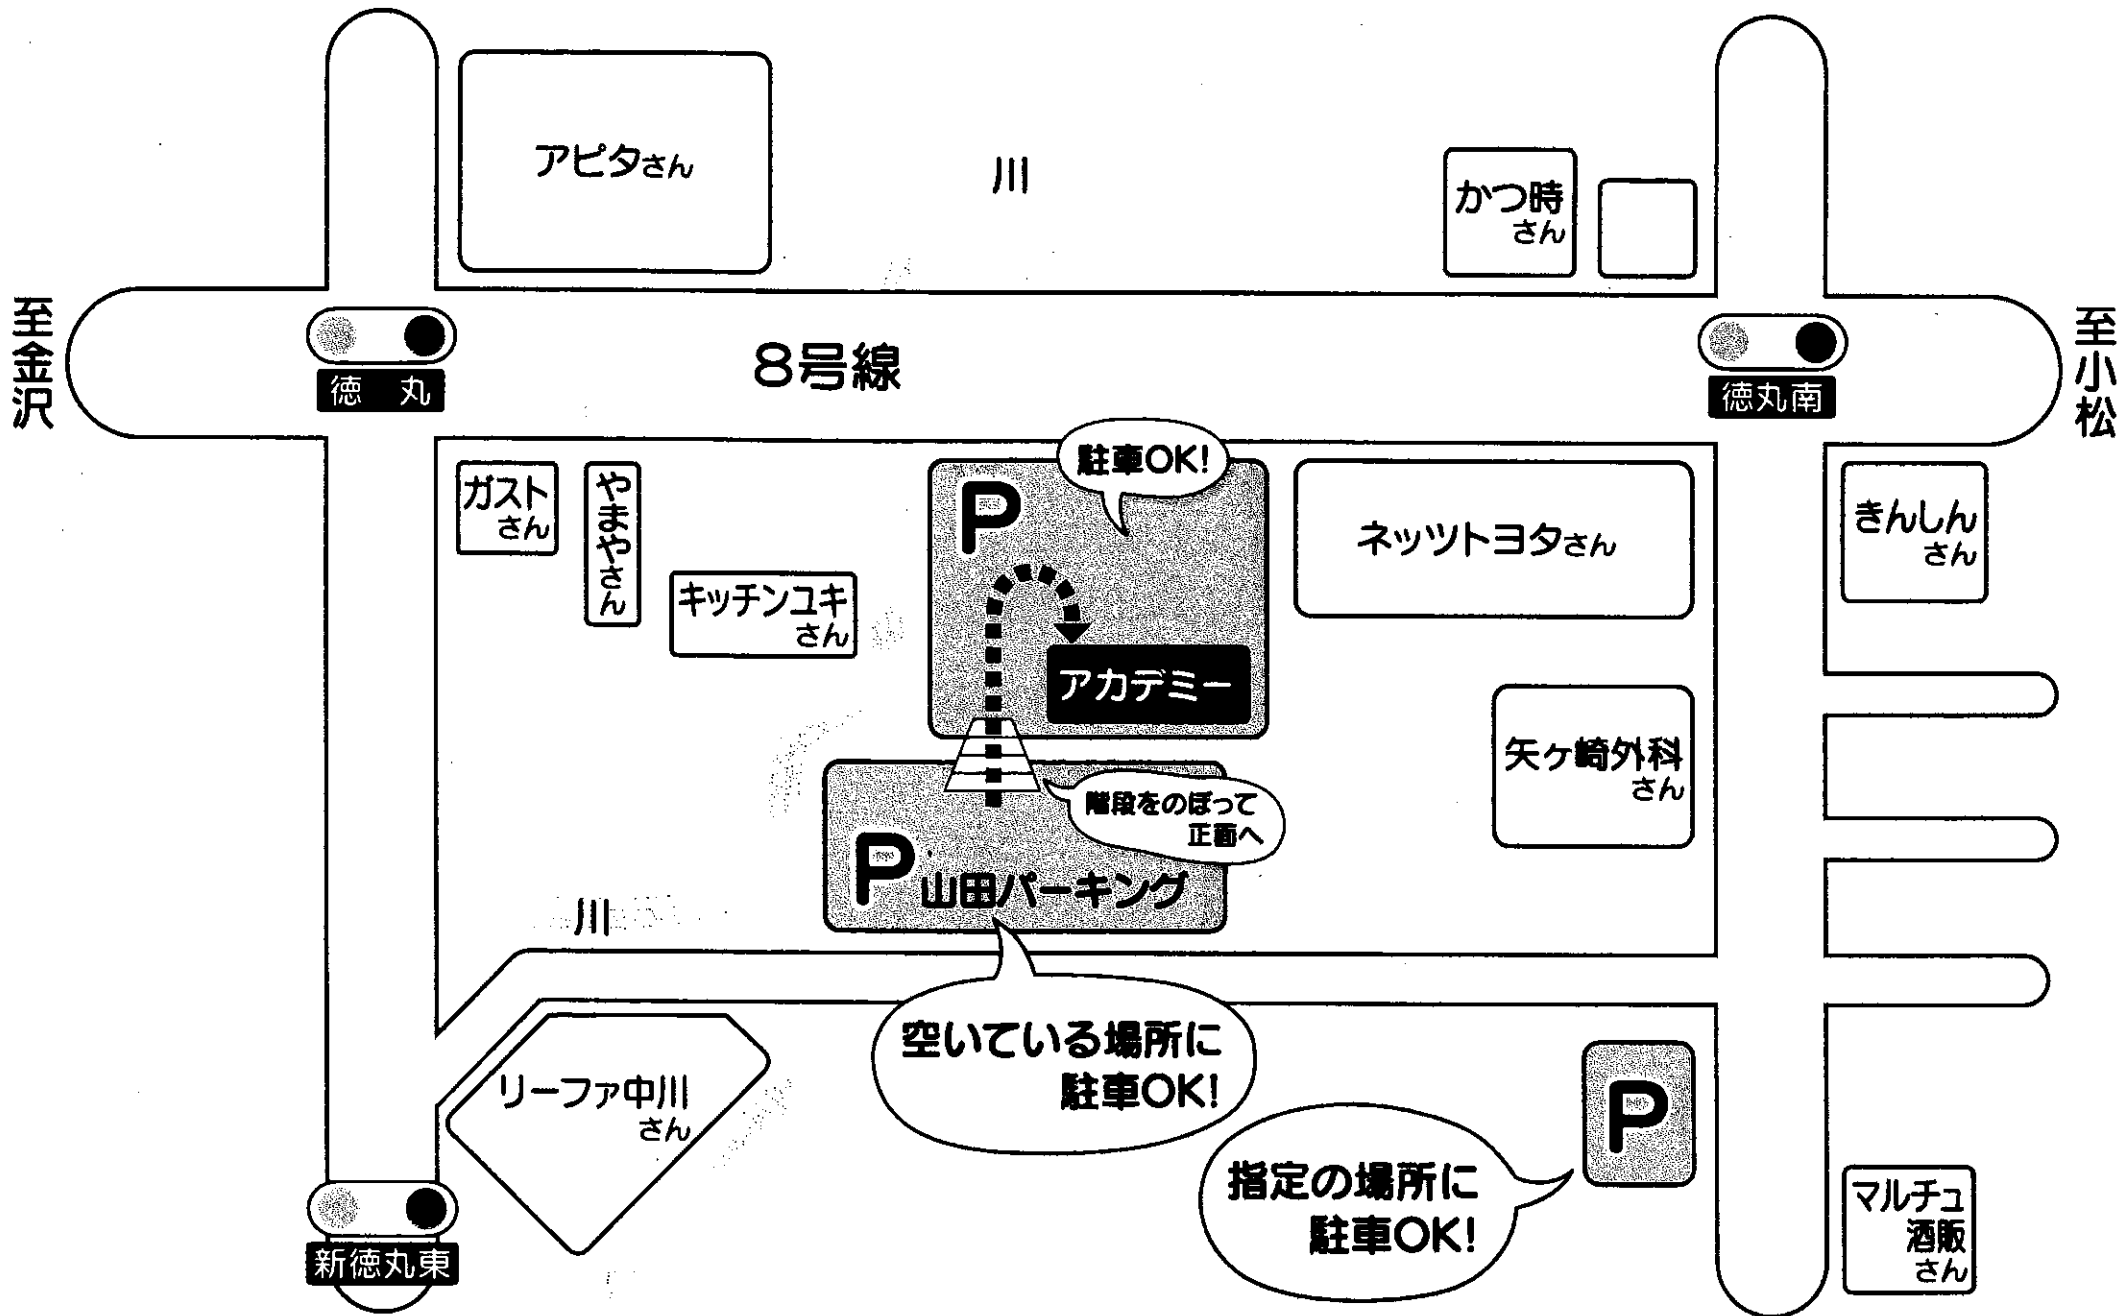 アピタさん
川
かつ時
さん
至金沢
8号線
至小松
徳丸
徳丸南
駐車OK!
P
ガスト
さん
やまやさん
キッチンユキ
さん
ネッツトヨタさん
きんしん
さん
アカデミー
矢ヶ崎外科
さん
階段をのぼって
正面へ
P 山田パーキング
川
空いている場所に
駐車OK!
リーファ中川
さん
P
指定の場所に
駐車OK!
マルチュ
酒販
さん
新徳丸東